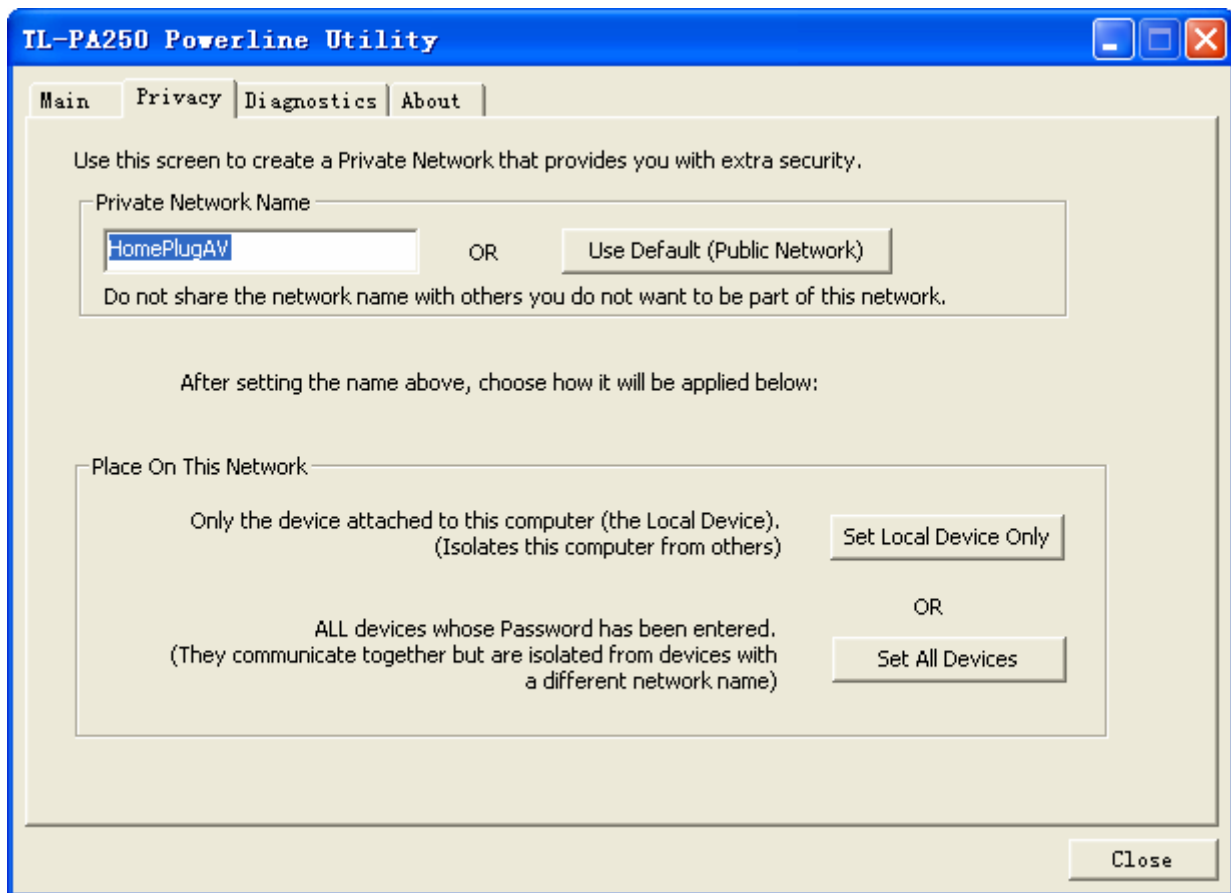 TL-PA250 Powerline Utility
Main Privacy Diagnostics About
Use this screen to create a Private Network that provides you with extra security.
Private Network Name
HomePlugAV OR Use Default (Public Network)
Do not share the network name with others you do not want to be part of this network.
After setting the name above, choose how it will be applied below:
Place On This Network
Only the device attached to this computer (the Local Device).
(Isolates this computer from others)
Set Local Device Only
OR
ALL devices whose Password has been entered.
(They communicate together but are isolated from devices with
a different network name)
Set All Devices
Close